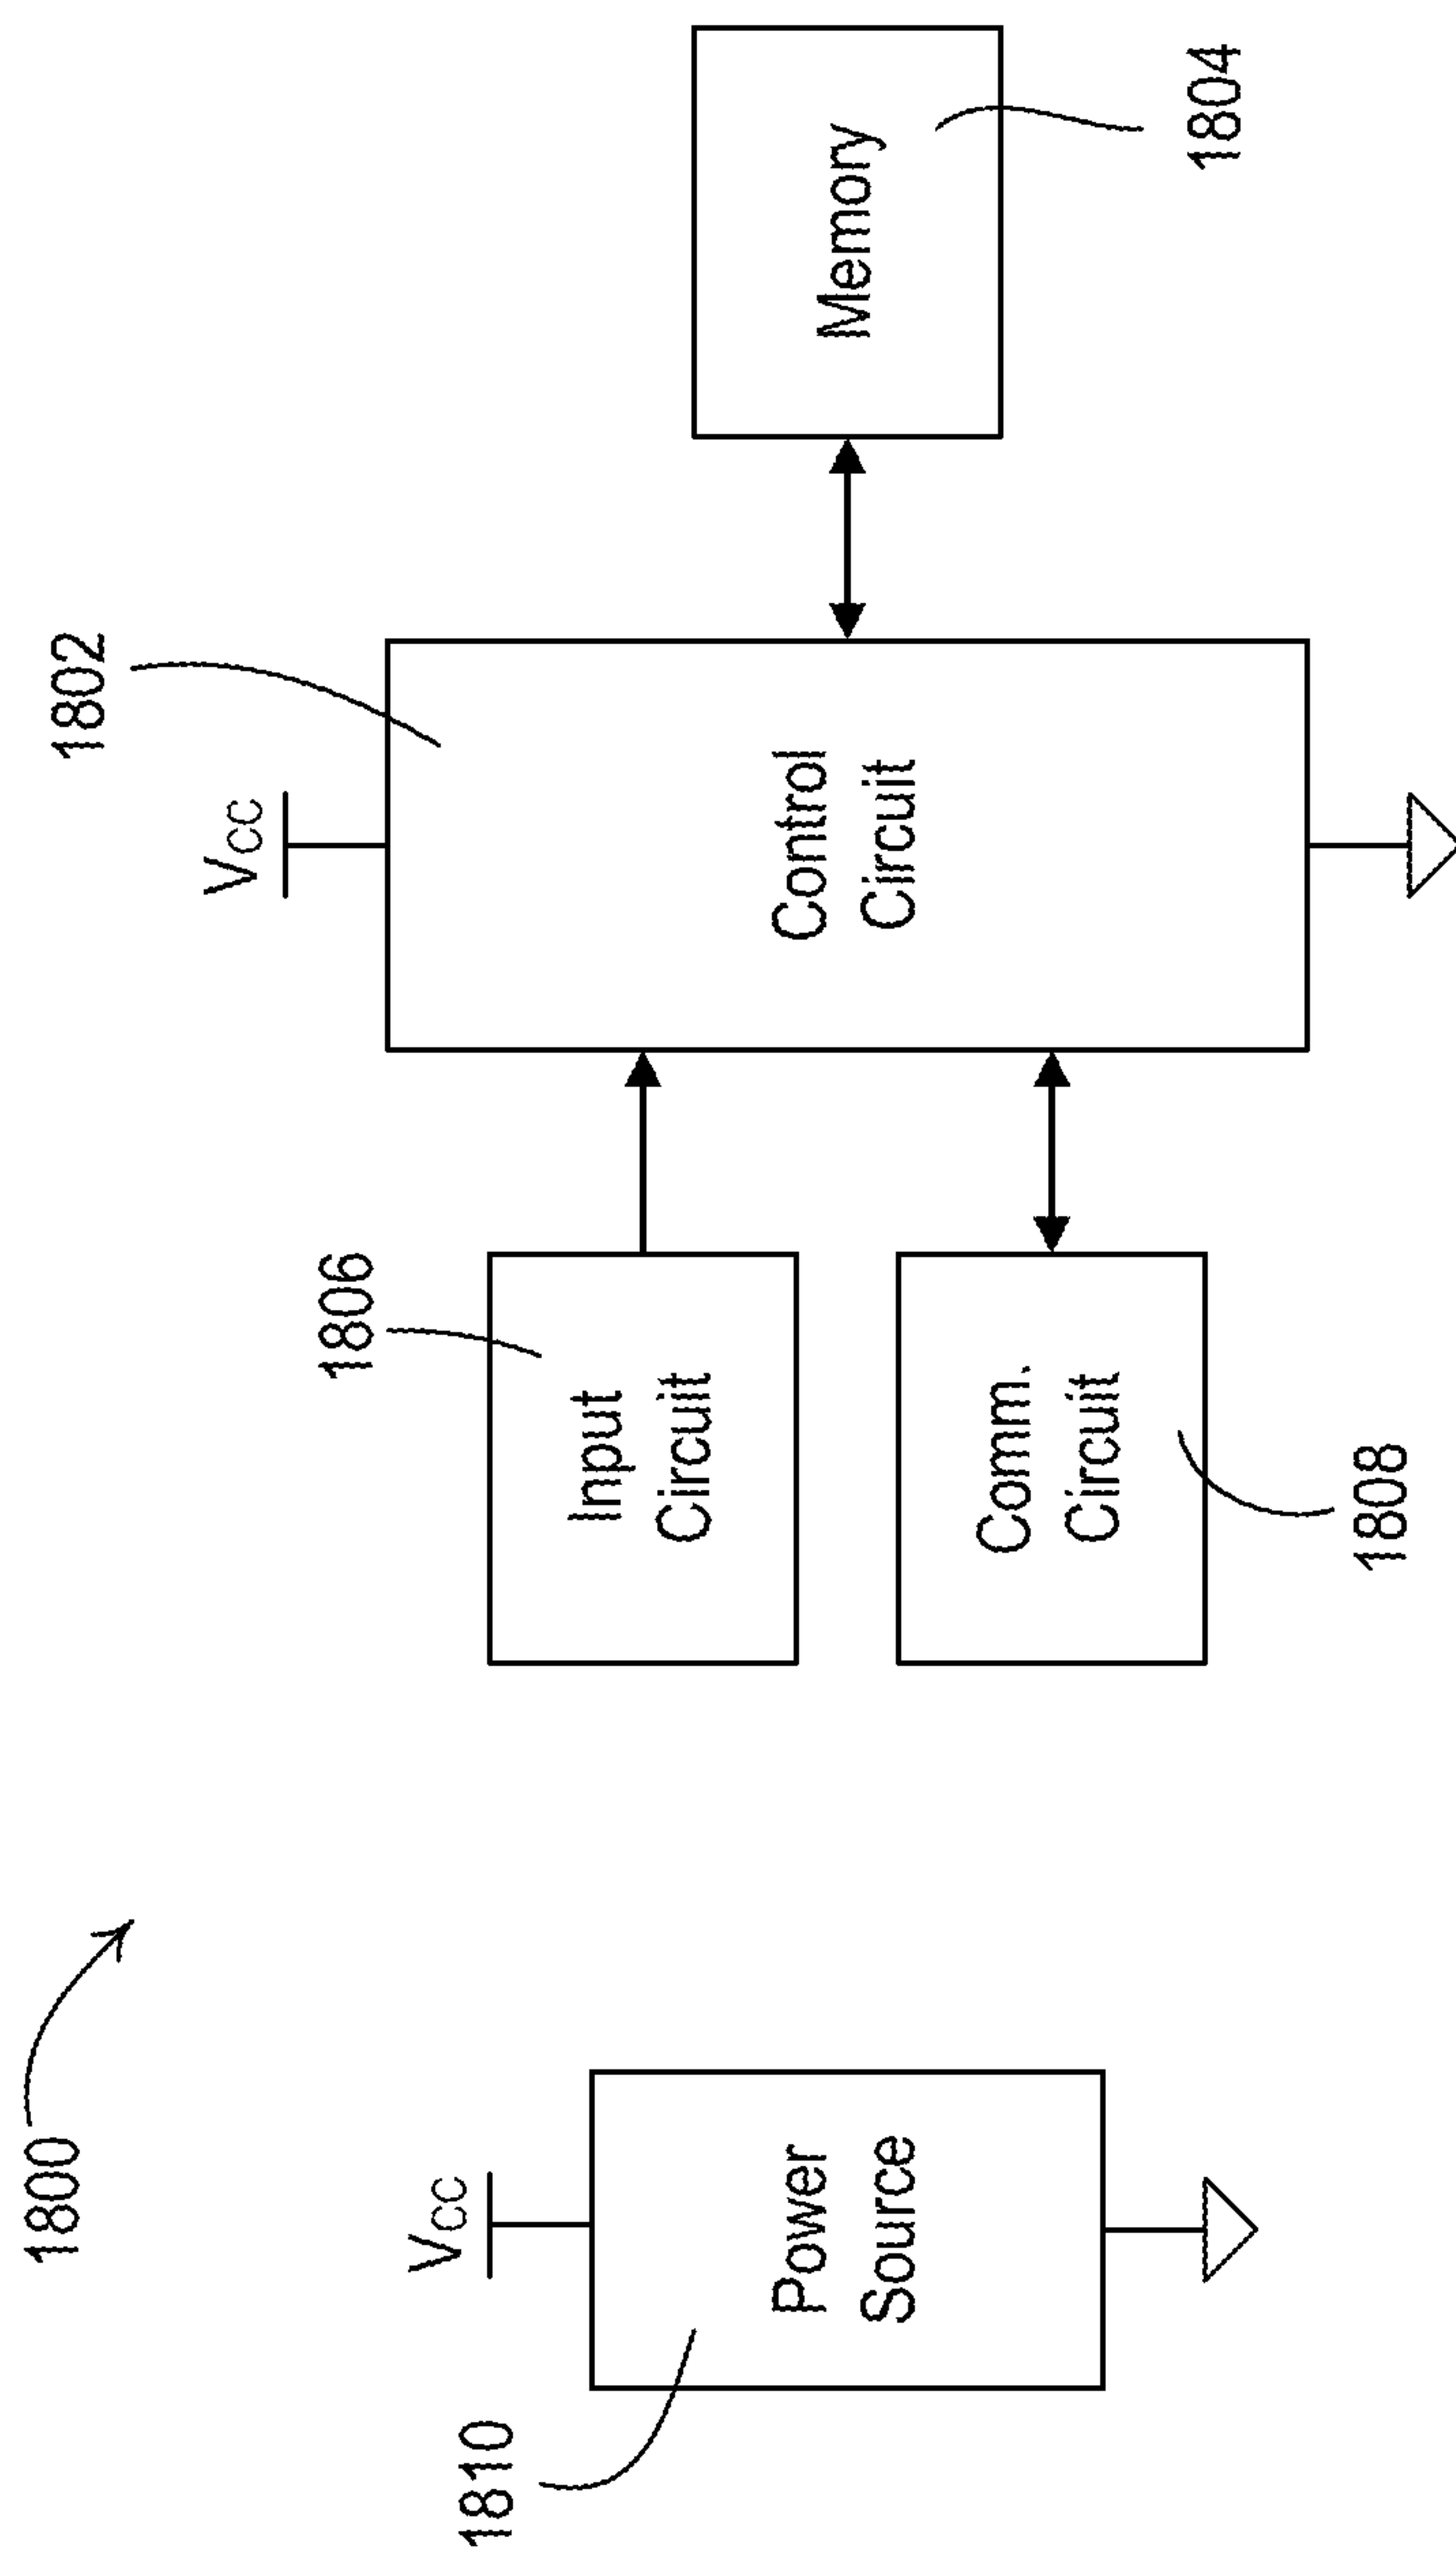 1800
1810
VCC
Power
Source
1806
Input
Circuit
Comm.
Circuit
1808
1802
VCC
Control
Circuit
Memory
1804